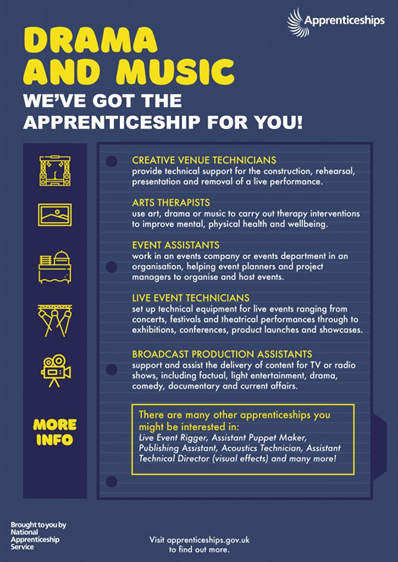 Apprenticeships
DRAMA
AND MUSIC
WE'VE GOT THE
APPRENTICESHIP FOR YOU!
CREATIVE VENUE TECHNICIANS
provide technical support for the construction, rehearsal,
presentation and removal of a live performance.
ARTS THERAPISTS
use art, drama or music to carry out therapy interventions
to improve mental, physical health and wellbeing.
EVENT ASSISTANTS
work in an events company or events department in an
organisation, helping event planners and project
managers to organise and host events.
LIVE EVENT TECHNICIANS
set up technical equipment for live events ranging from
concerts, festivals and theatrical performances through to
exhibitions, conferences, product launches and showcases.
BROADCAST PRODUCTION ASSISTANTS
support and assist the delivery of content for TV or radio
shows, including factual, light entertainment, drama,
comedy, documentary and current affairs.
MORE
INFO
There are many other apprenticeships you
might be interested in:
Live Event Rigger, Assistant Puppet Maker,
Publishing Assistant, Acoustics Technician, Assistant
Technical Director (visual effects) and many more!
Brought to you by
National
Apprenticeship
Service
Visit apprenticeships.gov.uk
to find out more.